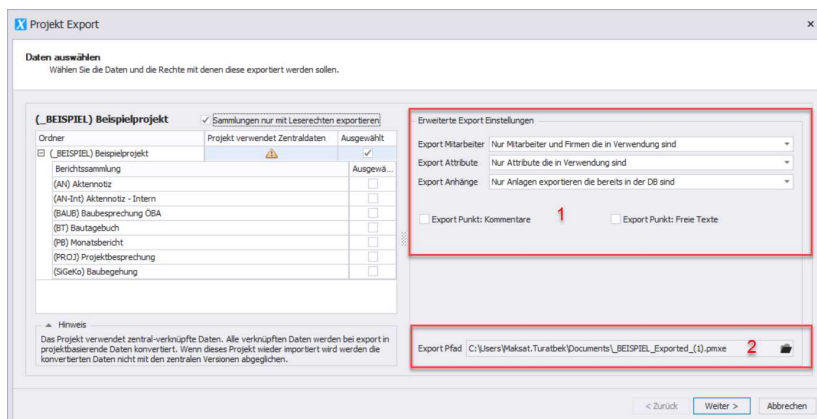 Projekt Export
Daten auswählen
Wählen Sie die Daten und die Rechte mit denen diese exportiert werden sollen.
(_BEISPIEL) Beispielprojekt
Sammlungen nur mit Leserechten exportieren
Ordner Projekt verwendet Zentraldaten Ausgewählt
(_BEISPIEL) Beispielprojekt
Berichtssammlung Ausgewä...
(AN) Aktennotiz
(AN-Int) Aktennotiz - Intern
(BAUB) Baubesprechung ÖBA
(BT) Bautagebuch
(PB) Monatsbericht
(PROJ) Projektbesprechung
(SiGeKo) Baubegehung
Hinweis
Das Projekt verwendet zentral-verknüpfte Daten. Alle verknüpften Daten werden bei export in
projektbasierende Daten konvertiert. Wenn dieses Projekt wieder importiert wird werden die
konvertierten Daten nicht mit den zentralen Versionen abgeglichen.
Erweiterte Export Einstellungen
Export Mitarbeiter Nur Mitarbeiter und Firmen die in Verwendung sind
Export Attribute Nur Attribute die in Verwendung sind
Export Anhänge Nur Anlagen exportieren die bereits in der DB sind
Export Punkt: Kommentare 1 Export Punkt: Freie Texte
Export Pfad C:\Users\Maksat.Turatbek\Documents\_BEISPIEL_Exported_(1).pmxe 2
< Zurück Weiter > Abbrechen